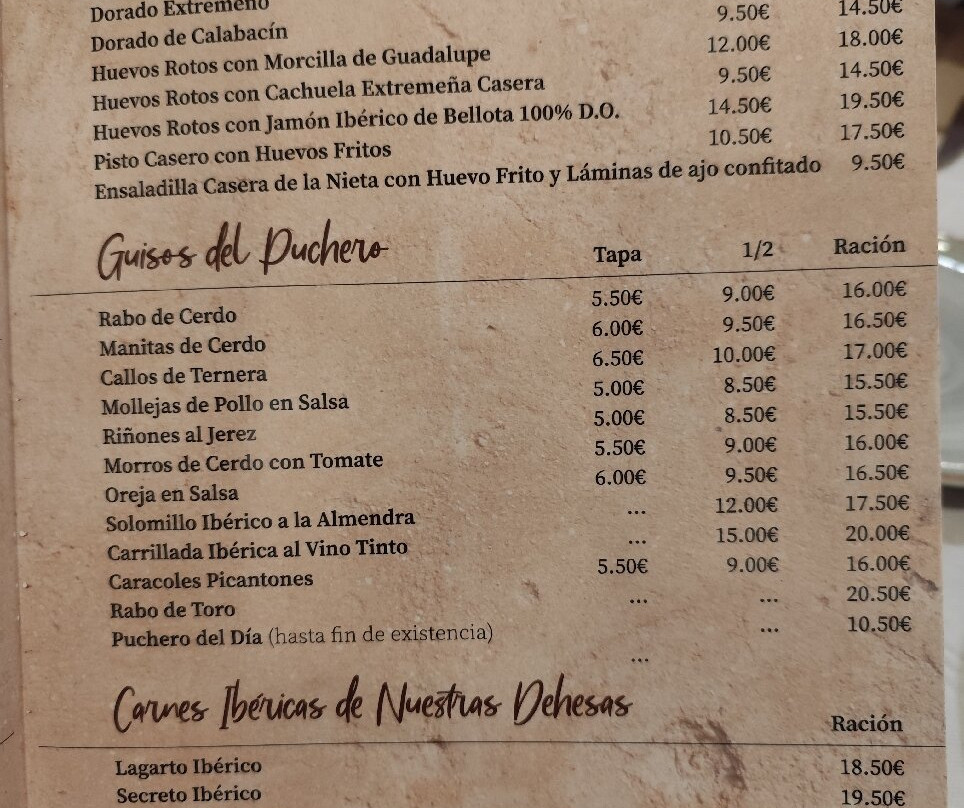 Dorado Extremeño
Dorado de Calabacín 9.50€ 14.50€
Huevos Rotos con Morcilla de Guadalupe 12.00€ 18.00€
Huevos Rotos con Cachuela Extremeña Casera 9.50€ 14.50€
Huevos Rotos con Jamón Ibérico de Bellota 100% D.O. 14.50€ 19.50€
Pisto Casero con Huevos Fritos 10.50€ 17.50€
Ensaladilla Casera de la Nieta con Huevo Frito y Láminas de ajo confitado 9.50€
Guisos del Puchero Tapa 1/2 Ración
Rabo de Cerdo 5.50€ 9.00€ 16.00€
Manitas de Cerdo 6.00€ 9.50€ 16.50€
Callos de Ternera 6.50€ 10.00€ 17.00€
Mollejas de Pollo en Salsa 5.00€ 8.50€ 15.50€
Riñones al Jerez 5.00€ 8.50€ 15.50€
Morros de Cerdo con Tomate 5.50€ 9.00€ 16.00€
Oreja en Salsa 6.00€ 9.50€ 16.50€
Solomillo Ibérico a la Almendra ... 12.00€ 17.50€
Carrillada Ibérica al Vino Tinto ... 15.00€ 20.00€
Caracoles Picantones 5.50€ 9.00€ 16.00€
Rabo de Toro ... ... 20.50€
Puchero del Día (hasta fin de existencia) ... ... 10.50€
Carnes Ibéricas de Nuestras Dehesas Ración
Lagarto Ibérico 18.50€
Secreto Ibérico 19.50€